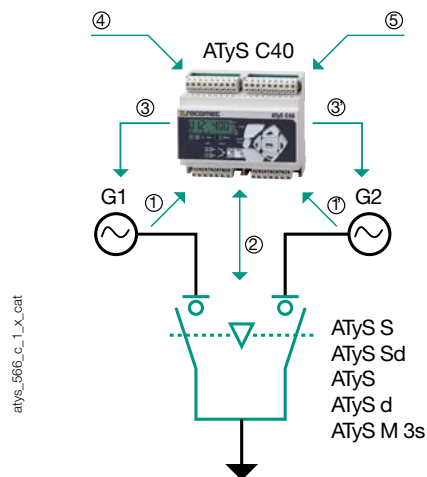 ④ ⑤
ATyS C40
socomec
③ ③'
G1 G2
① ①'
②
ATyS S
ATyS Sd
ATyS
ATyS d
ATyS M 3s
atys_566_c_1_x_cat